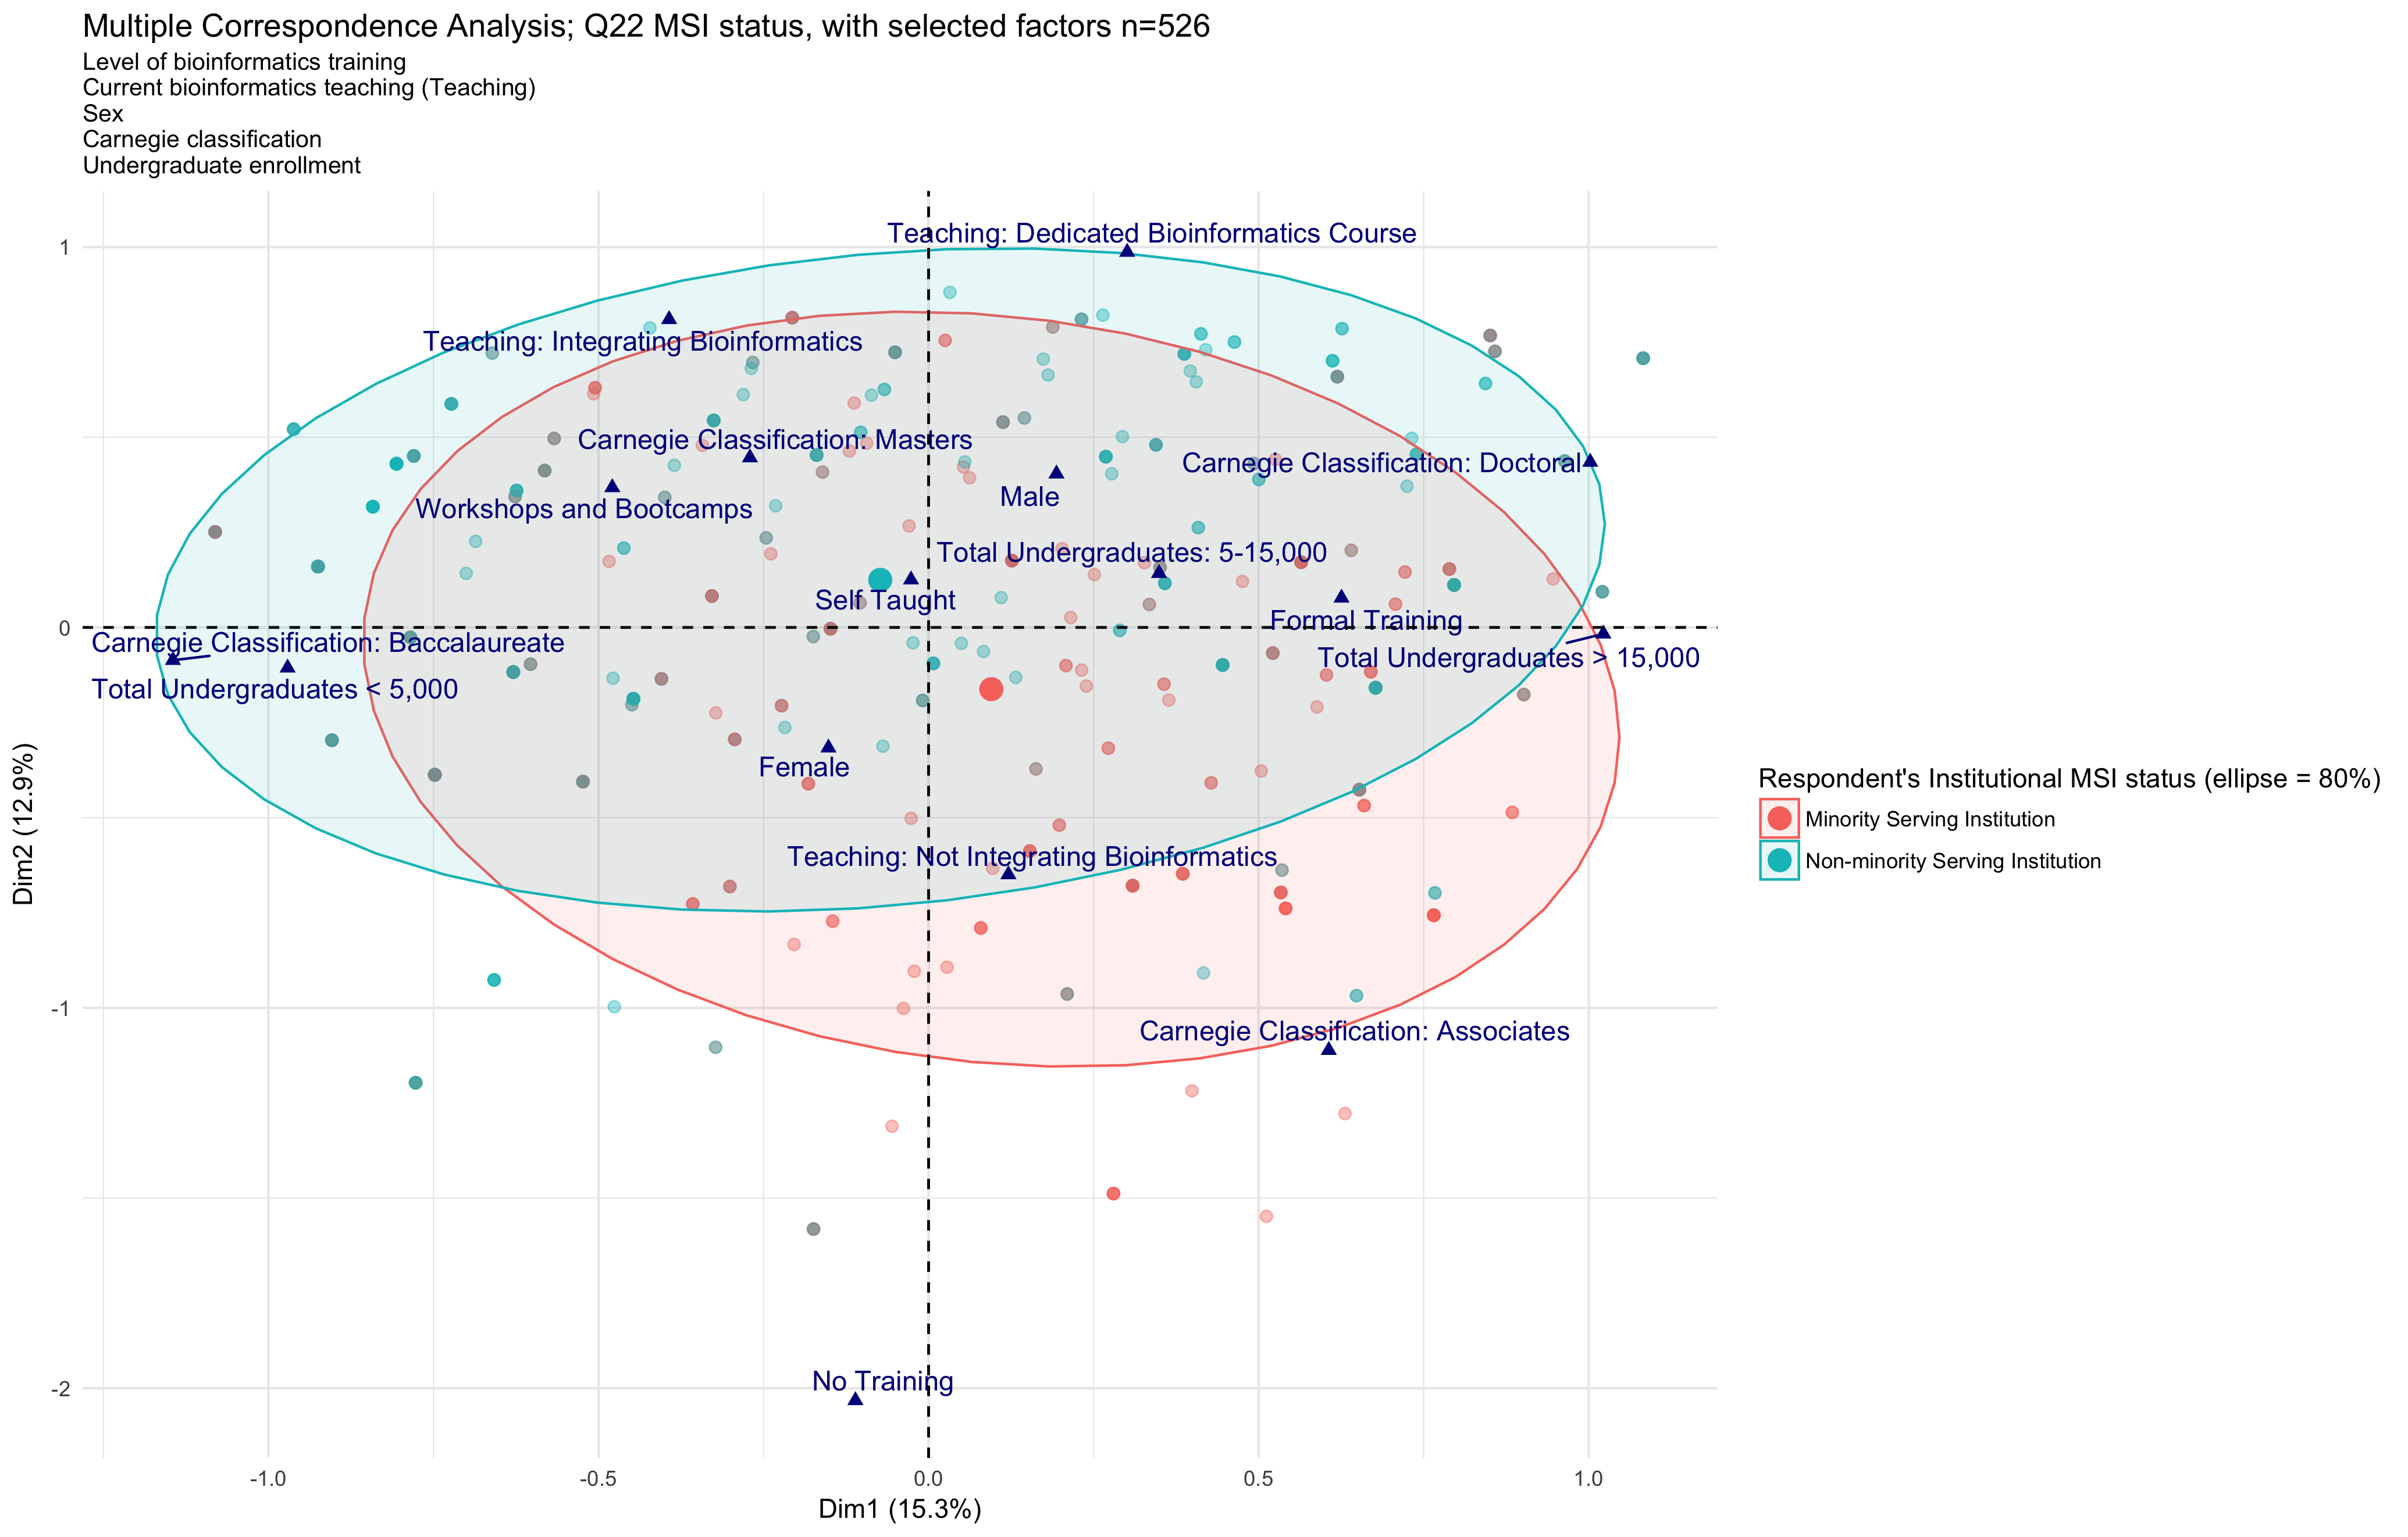 Multiple Correspondence Analysis; Q22 MSI status, with selected factors n=526
Level of bioinformatics training
Current bioinformatics teaching (Teaching)
Sex
Carnegie classification
Undergraduate enrollment
Teaching: Dedicated Bioinformatics Course
1
Teaching: Integrating Bioinformatics
Carnegie Classification: Masters
Carnegie Classification: Doctoral
Male
Workshops and Bootcamps
Total Undergraduates: 5-15,000
Self Taught
Formal Training
0
Carnegie Classification: Baccalaureate
Total Undergraduates > 15,000
Total Undergraduates < 5,000
Female
Teaching: Not Integrating Bioinformatics
-1
Carnegie Classification: Associates
No Training
-2
Dim2 (12.9%)
-1.0
-0.5
0.0
0.5
1.0
Dim1 (15.3%)
Respondent's Institutional MSI status (ellipse = 80%)
Minority Serving Institution
Non-minority Serving Institution